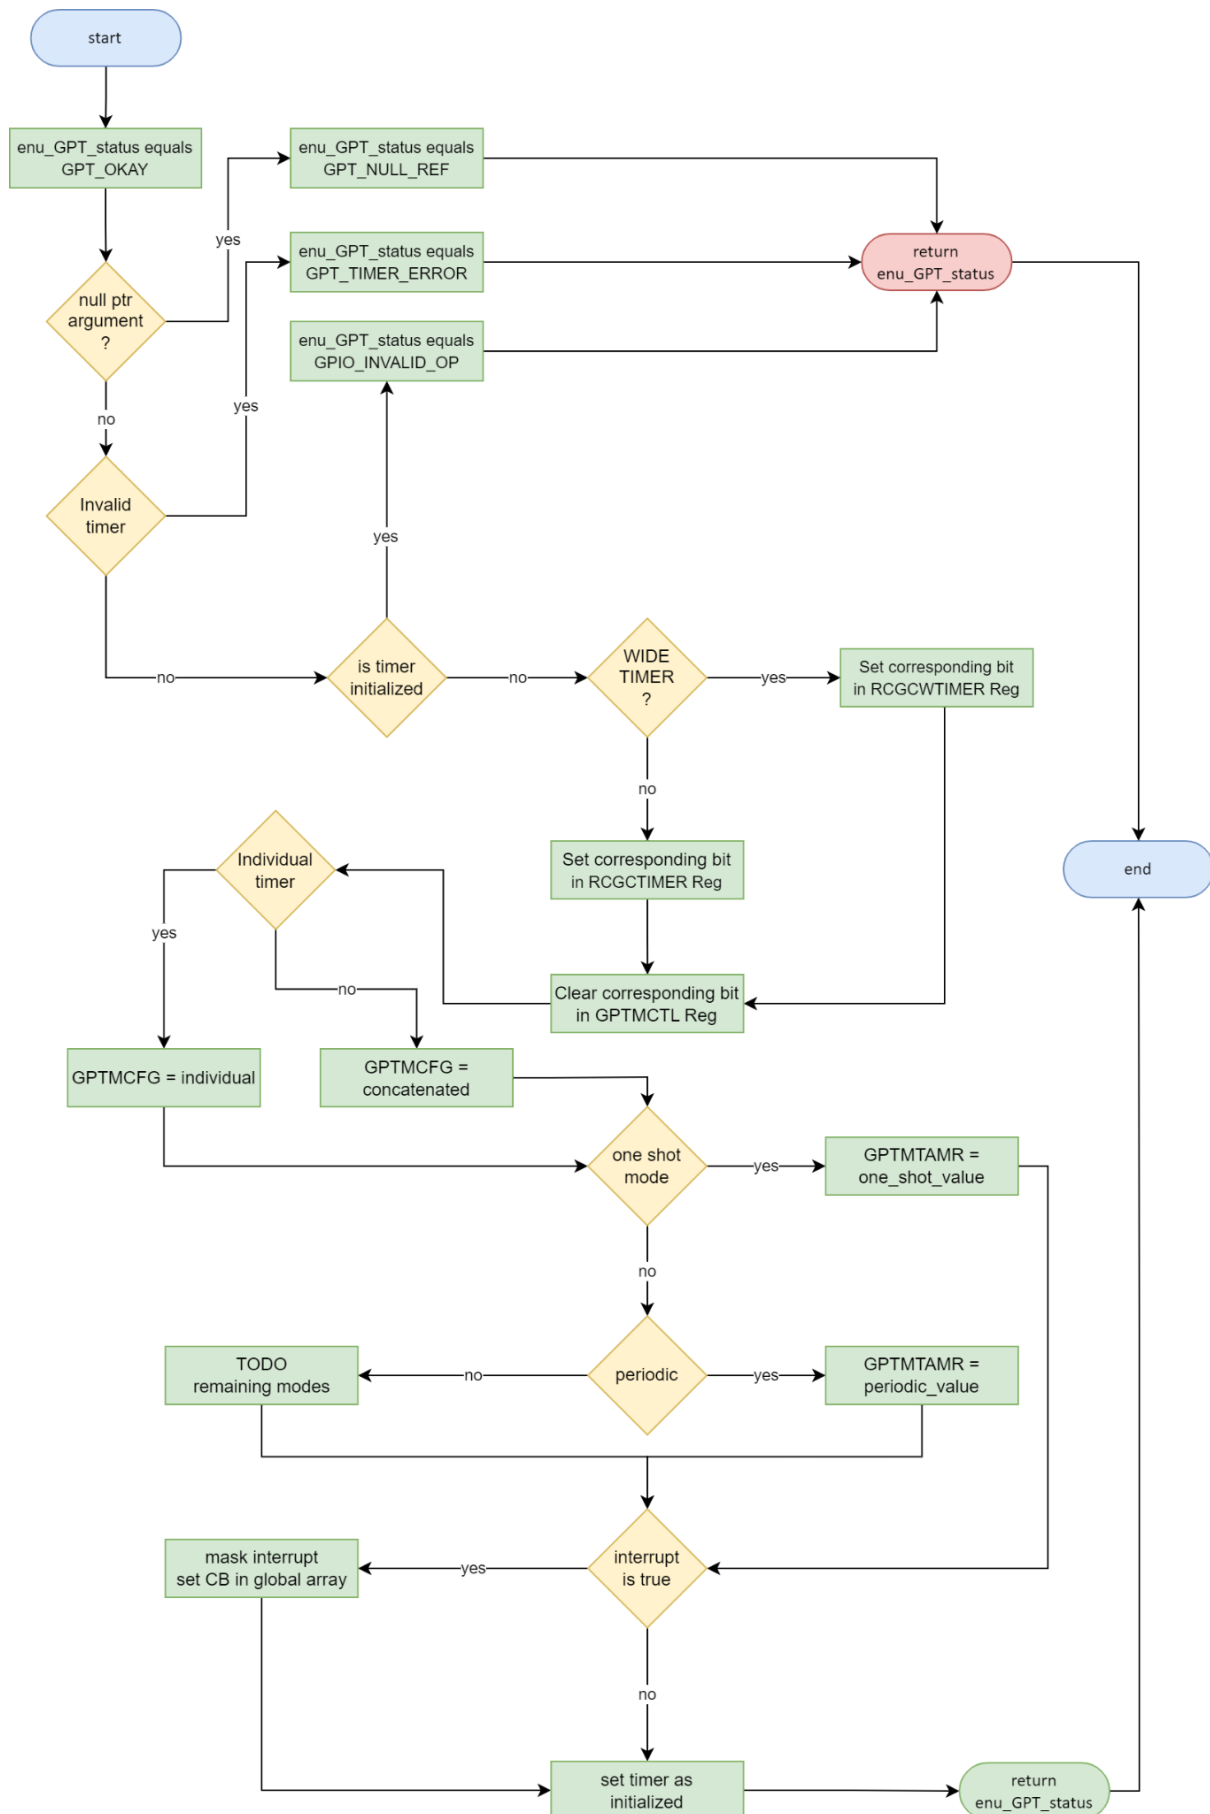 start
enu_GPT_status equals
GPT_OKAY
enu_GPT_status equals
GPT_NULL_REF
yes
enu_GPT_status equals
GPT_TIMER_ERROR
return
enu_GPT_status
null ptr
argument
?
enu_GPT_status equals
GPIO_INVALID_OP
no
yes
Invalid
timer
yes
no
is timer
initialized
no
WIDE
TIMER
?
yes
Set corresponding bit
in RCGCWTIMER Reg
no
Individual
timer
Set corresponding bit
in RCGCTIMER Reg
end
yes
no
Clear corresponding bit
in GPTMCTL Reg
GPTMCFG = individual
GPTMCFG =
concatenated
one shot
mode
yes
GPTMTAMR =
one_shot_value
no
TODO
remaining modes
no
periodic
yes
GPTMTAMR =
periodic_value
mask interrupt
set CB in global array
yes
interrupt
is true
no
set timer as
initialized
return
enu_GPT_status